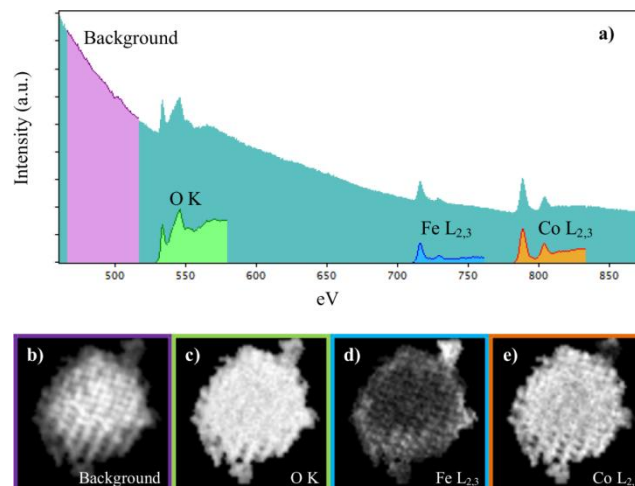 Background
a)
Intensity (a.u.)
O K
Fe L2,3
Co L2,3
500
550
600
650
700
750
800
850
eV
b)
c)
d)
e)
Background
O K
Fe L2,3
Co L2,3